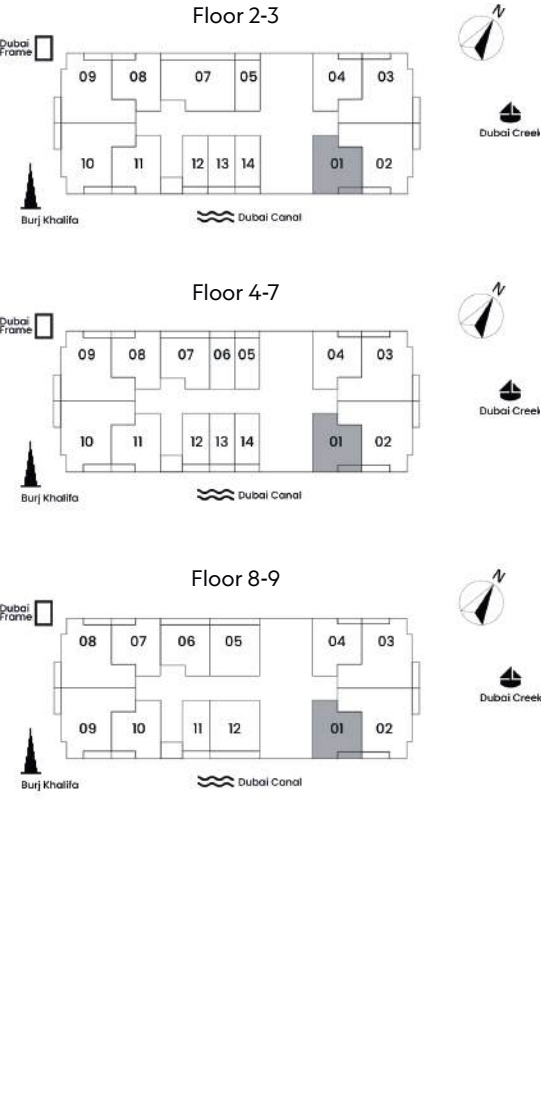 Floor 2-3
N
Dubai
Frame
09 08 07 05 04 03
Dubai Creek
10 11 12 13 14 01 02
Burj Khalifa
Dubai Canal
Floor 4-7
N
Dubai
Frame
09 08 07 06 05 04 03
Dubai Creek
10 11 12 13 14 01 02
Burj Khalifa
Dubai Canal
Floor 8-9
N
Dubai
Frame
08 07 06 05 04 03
Dubai Creek
09 10 11 12 01 02
Burj Khalifa
Dubai Canal